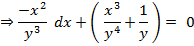 ⇒ -x²/y³ dx + ( x³/y⁴ + 1/y ) = 0